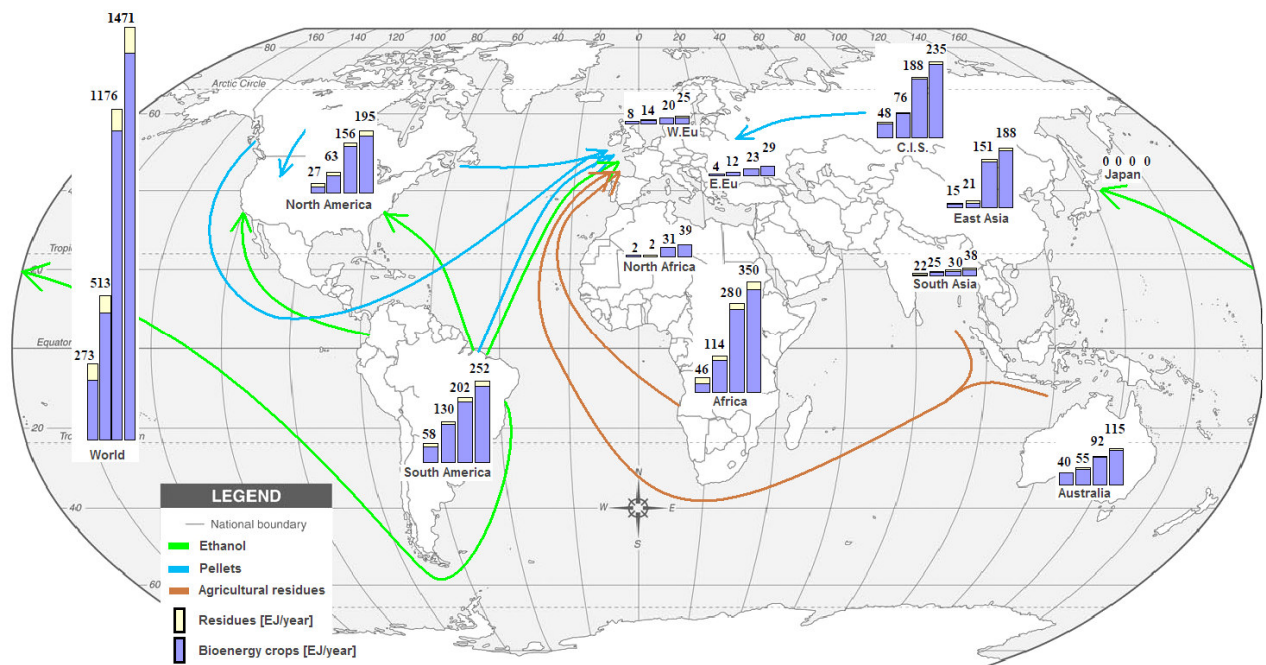 1471
1176
513
273
World
160 140 120 100 80 60 40 20 0 20 40 60 80 100 120 140 160
80
Arctic Circle
60
20
Equator
20
40
60
27 63 156 195
North America
58 130 202 252
South America
8 14 20 25
W.Eu
4 12 23 29
E.Eu
48 76 188 235
C.I.S.
15 21 151 188
East Asia
0 0 0 0
Japan
2 2 31 39
North Africa
22 25 30 38
South Asia
46 114 280 350
Africa
40 55 92 115
Australia
N
W E
S
LEGEND
National boundary
Ethanol
Pellets
Agricultural residues
Residues [EJ/year]
Bioenergy crops [EJ/year]